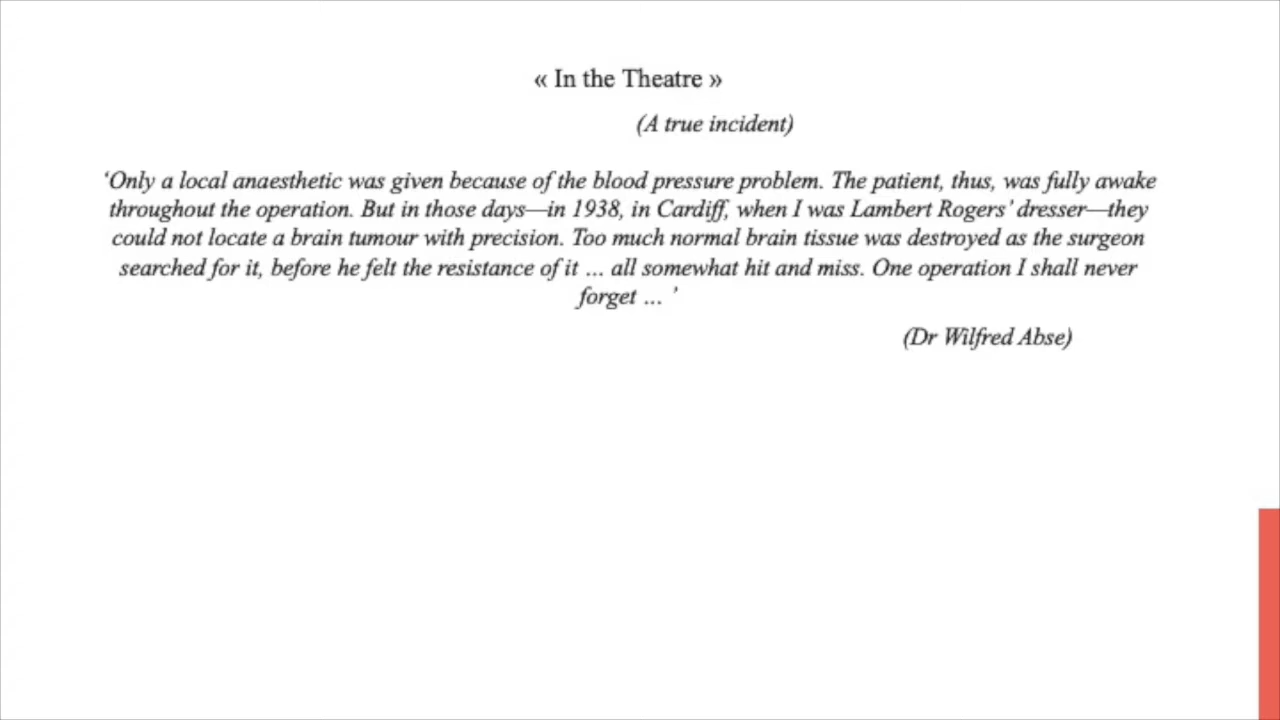 « In the Theatre »
(A true incident)
‘Only a local anaesthetic was given because of the blood pressure problem. The patient, thus, was fully awake
throughout the operation. But in those days—in 1938, in Cardiff, when I was Lambert Rogers’ dresser—they
could not locate a brain tumour with precision. Too much normal brain tissue was destroyed as the surgeon
searched for it, before he felt the resistance of it ... all somewhat hit and miss. One operation I shall never
forget ... ’
(Dr Wilfred Abse)